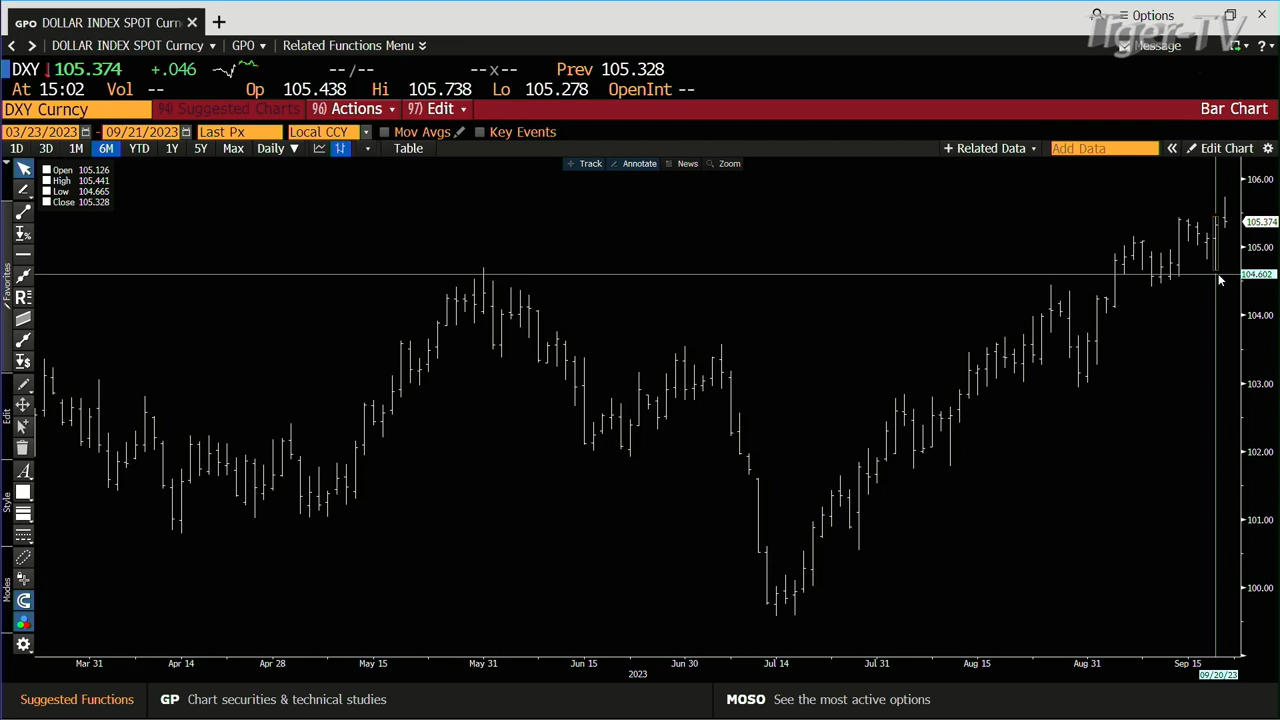 GPO DOLLAR INDEX SPOT Curn × +
Options
Tiger-TV
DOLLAR INDEX SPOT Curncy GPO Related Functions Menu
Message
DXY 105.374 +.046 --/-- --x-- Prev 105.328
At 15:02 Vol -- Op 105.438 Hi 105.738 Lo 105.278 OpenInt --
DXY Curncy 94) Suggested Charts 96) Actions 97) Edit Bar Chart
03/23/2023 - 09/21/2023 Last Px Local CCY Mov Avgs Key Events
1D 3D 1M 6M YTD 1Y 5Y Max Daily ▼ Table + Related Data Add Data « Edit Chart
Track Annotate News Zoom
Open 105.126
High 105.441
Low 104.665
Close 105.328
Favorites
Edit
Style
Modes
106.00
105.374
105.00
104.602
104.00
103.00
102.00
101.00
100.00
Mar 31 Apr 14 Apr 28 May 15 May 31 Jun 15 Jun 30 Jul 14 Jul 31 Aug 15 Aug 31 Sep 15
2023
09/20/23
Suggested Functions GP Chart securities & technical studies MOSO See the most active options